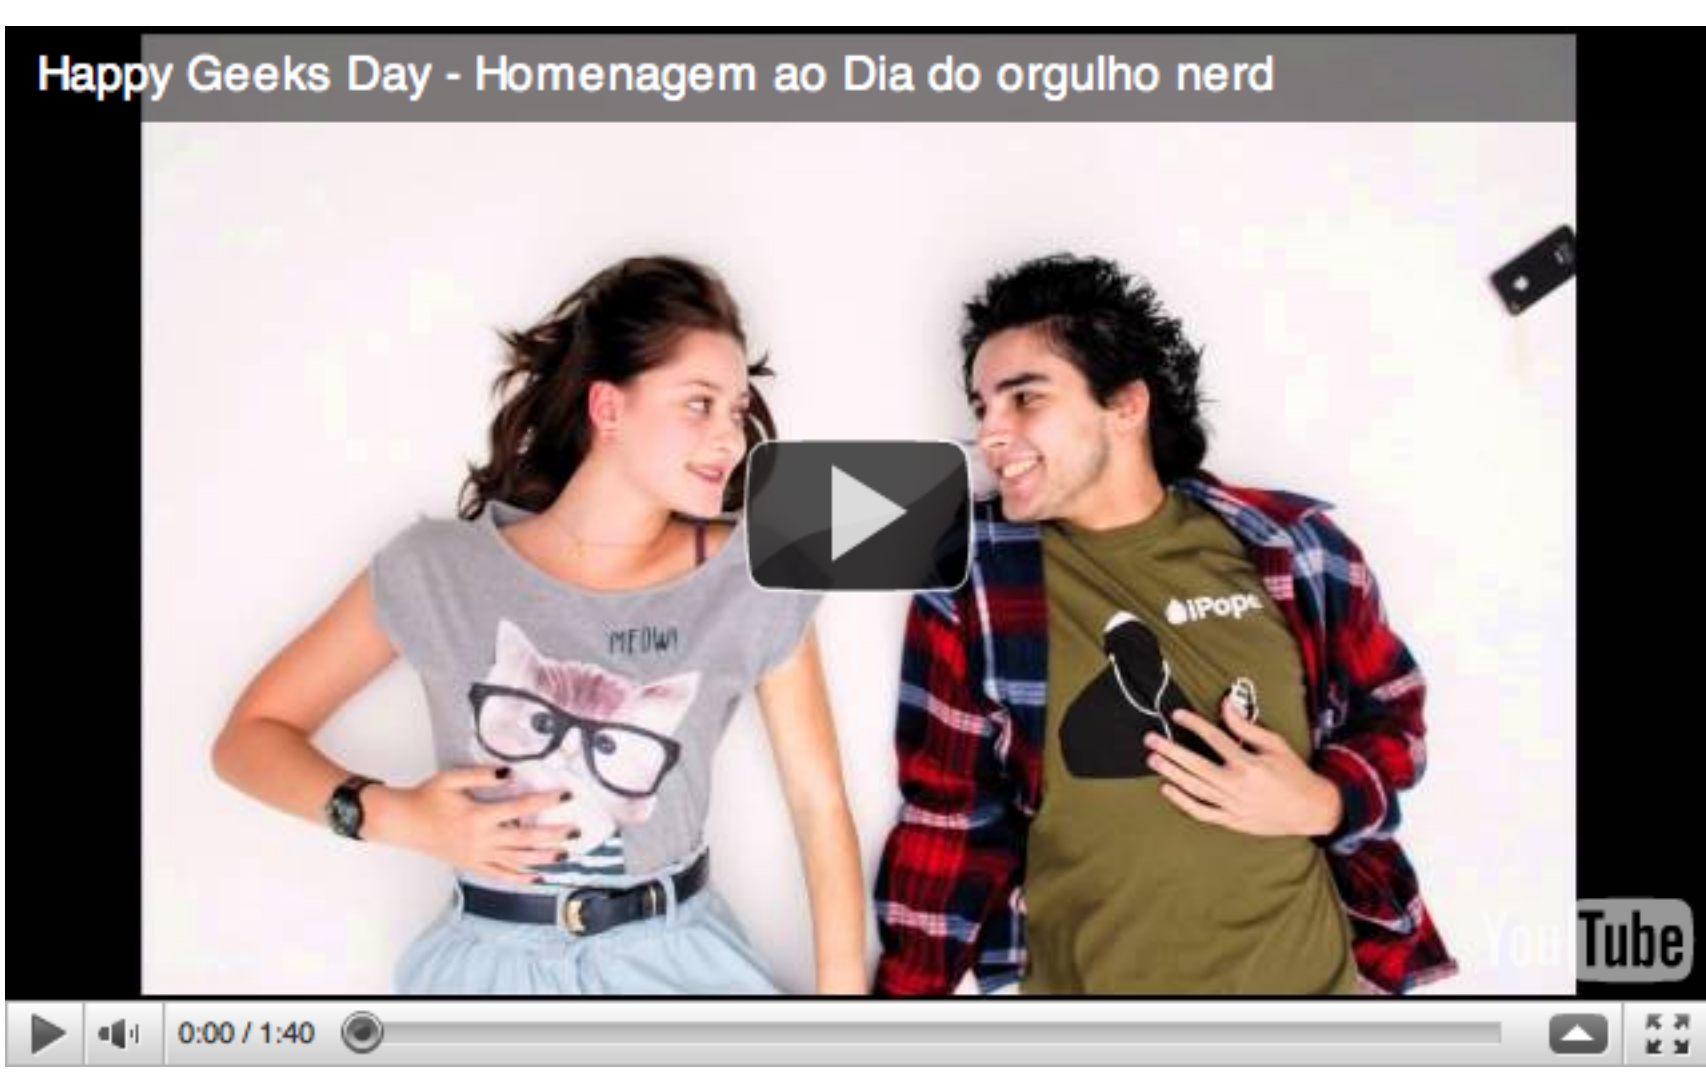 Happy Geeks Day - Homenagem ao Dia do orgulho nerd
MEOW!
iPope
YouTube
0:00 / 1:40